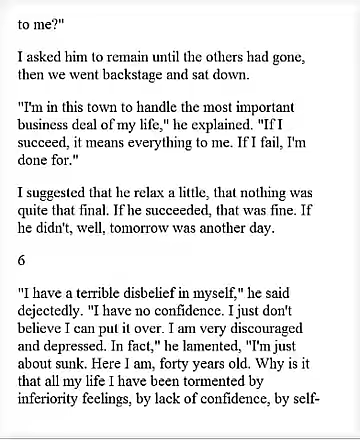 to me?"
I asked him to remain until the others had gone,
then we went backstage and sat down.
"I'm in this town to handle the most important
business deal of my life," he explained. "If I
succeed, it means everything to me. If I fail, I'm
done for."
I suggested that he relax a little, that nothing was
quite that final. If he succeeded, that was fine. If
he didn't, well, tomorrow was another day.
6
"I have a terrible disbelief in myself," he said
dejectedly. "I have no confidence. I just don't
believe I can put it over. I am very discouraged
and depressed. In fact," he lamented, "I'm just
about sunk. Here I am, forty years old. Why is it
that all my life I have been tormented by
inferiority feelings, by lack of confidence, by self-